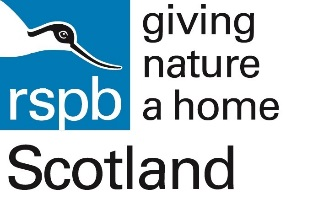 giving
nature
rspb a home
Scotland